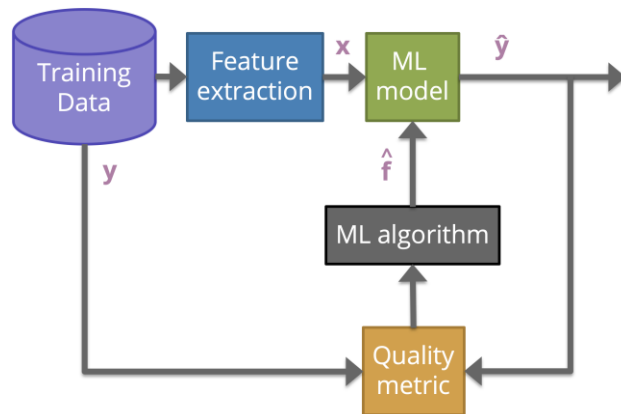 Training
Data
Feature
extraction
x
ML
model
ŷ
y
f̂
ML algorithm
Quality
metric